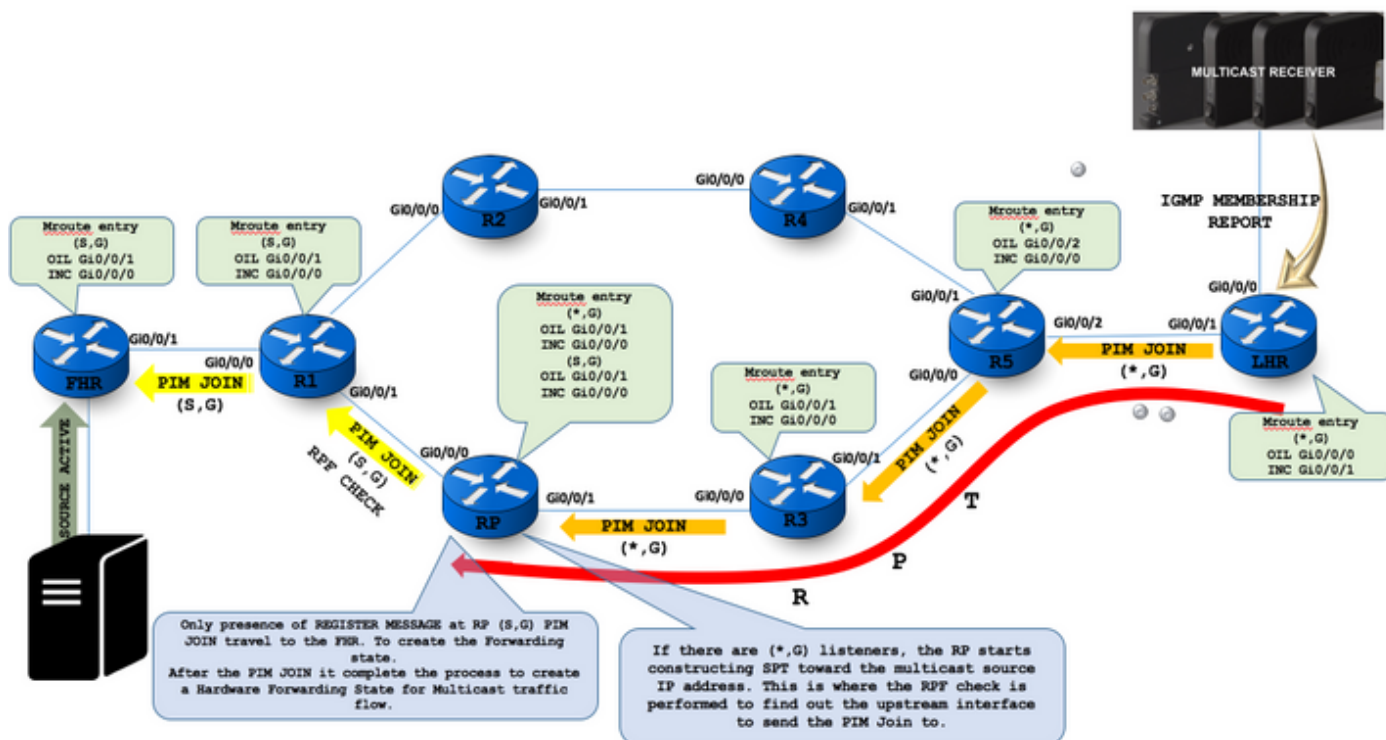 MULTICAST RECEIVER
IGMP MEMBERSHIP
REPORT
R2
Gi0/0/0
Gi0/0/1
R4
Gi0/0/0
Gi0/0/1
Mroute entry
(S,G)
OIL Gi0/0/1
INC Gi0/0/0
Mroute entry
(S,G)
OIL Gi0/0/1
INC Gi0/0/0
Mroute entry
(*,G)
OIL Gi0/0/2
INC Gi0/0/0
Mroute entry
(*,G)
OIL Gi0/0/1
INC Gi0/0/0
(S,G)
OIL Gi0/0/1
INC Gi0/0/0
FHR
Gi0/0/1
Gi0/0/0
R1
Gi0/0/1
PIM JOIN
(S,G)
SOURCE ACTIVE
PIM JOIN
(S,G)
RPF CHECK
Gi0/0/0
RP
Gi0/0/1
PIM JOIN
(*,G)
Gi0/0/0
R3
Gi0/0/1
Mroute entry
(*,G)
OIL Gi0/0/1
INC Gi0/0/0
PIM JOIN
(*,G)
Gi0/0/1
R5
Gi0/0/0
Gi0/0/2
PIM JOIN
(*,G)
Gi0/0/1
Gi0/0/0
LHR
Mroute entry
(*,G)
OIL Gi0/0/0
INC Gi0/0/1
R
P
T
Only presence of REGISTER MESSAGE at RP (S,G) PIM
JOIN travel to the FHR. To create the Forwarding
state.
After the PIM JOIN it complete the process to create
a Hardware Forwarding State for Multicast traffic
flow.
If there are (*,G) listeners, the RP starts
constructing SPT toward the multicast source
IP address. This is where the RPF check is
performed to find out the upstream interface
to send the PIM Join to.